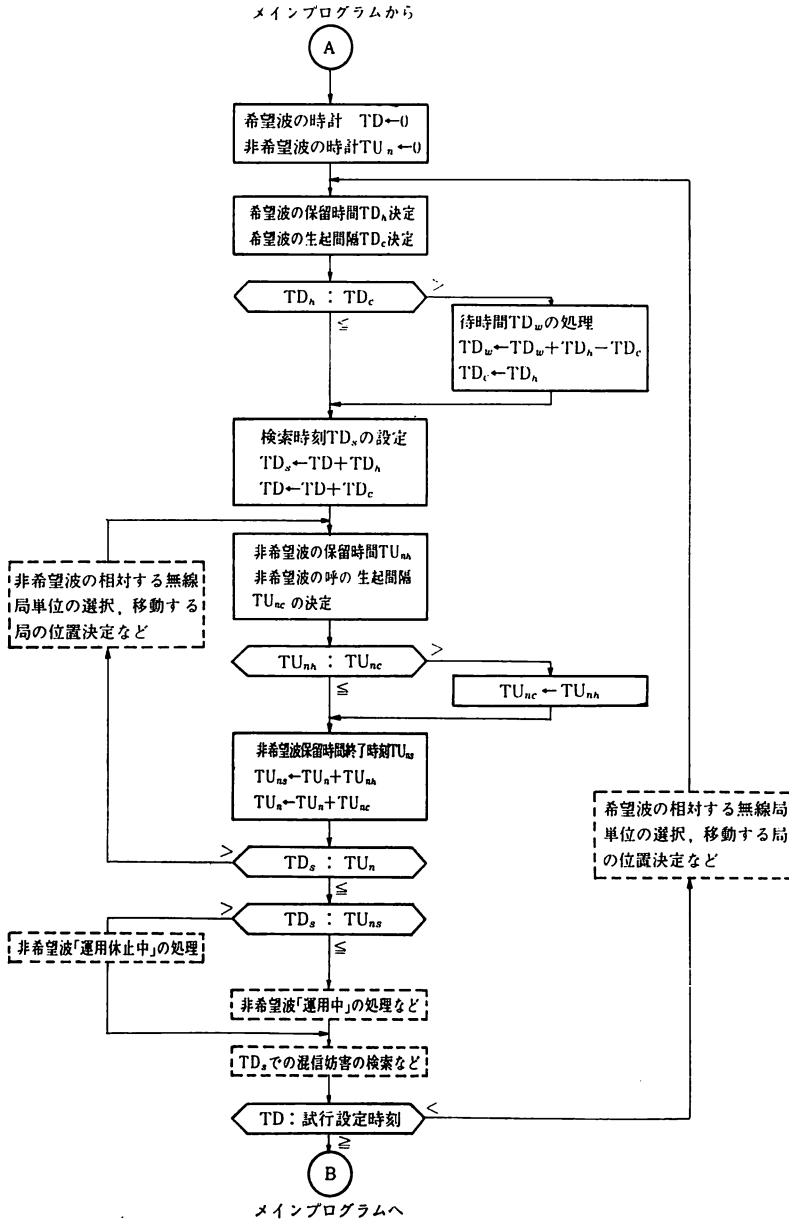 メインプログラムから
A
希望波の時計 TD←0
非希望波の時計TUn←0
希望波の保留時間TDh決定
希望波の生起間隔TDc決定
TDh : TDc
>
≦
待時間TDwの処理
TDw←TDw+TDh−TDc
TDc←TDh
検索時刻TDsの設定
TDs←TD+TDh
TD←TD+TDc
非希望波の相対する無線
局単位の選択，移動する
局の位置決定など
非希望波の保留時間TUnh
非希望波の呼の生起間隔
TUncの決定
TUnh : TUnc
>
≦
TUnc←TUnh
非希望波保留時間終了時刻TUns
TUns←TUn+TUnh
TUn←TUn+TUnc
希望波の相対する無線局
単位の選択，移動する局
の位置決定など
>
TDs : TUn
≦
>
TDs : TUns
≦
非希望波「運用休止中」の処理
非希望波「運用中」の処理など
TDsでの混信妨害の検索など
TD：試行設定時刻
<
≧
B
メインプログラムへ